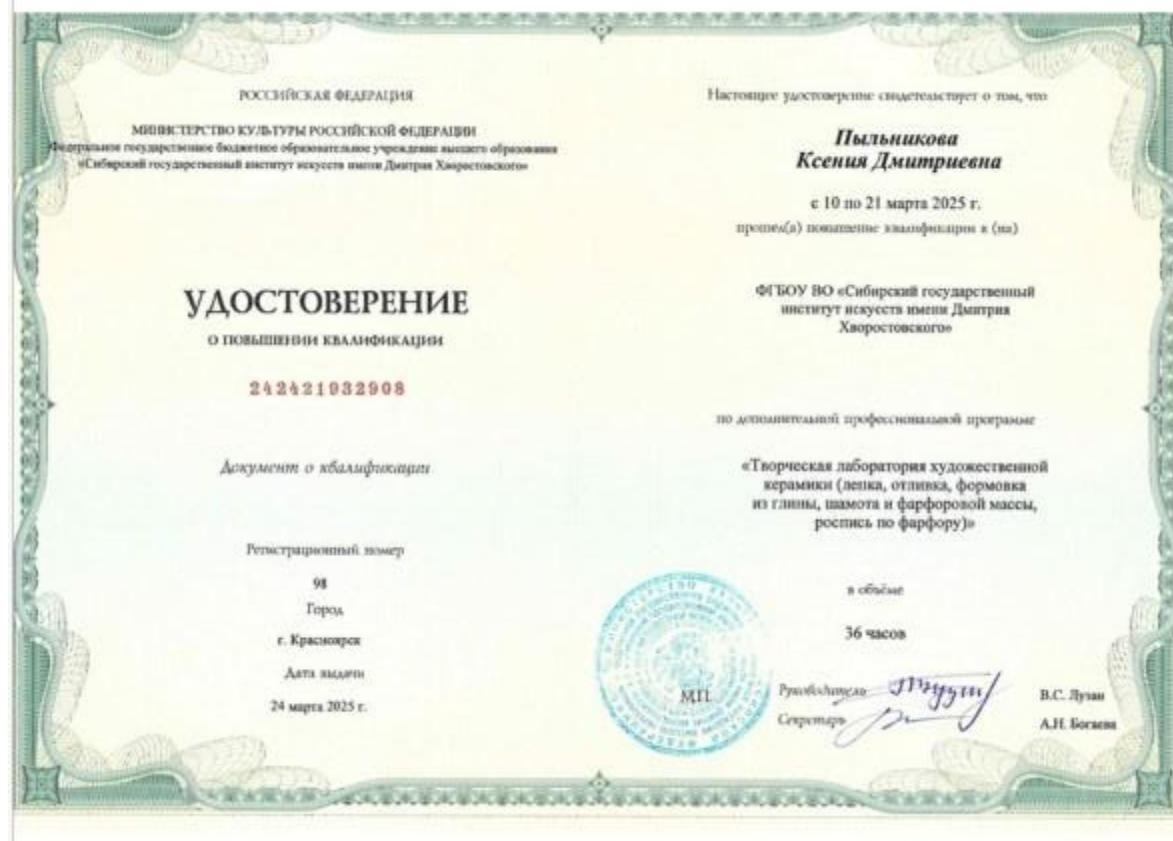 РОССИЙСКАЯ ФЕДЕРАЦИЯ
МИНИСТЕРСТВО КУЛЬТУРЫ РОССИЙСКОЙ ФЕДЕРАЦИИ
Федеральное государственное бюджетное образовательное учреждение высшего образования
«Сибирский государственный институт искусств имени Дмитрия Хворостовского»
УДОСТОВЕРЕНИЕ
О ПОВЫШЕНИИ КВАЛИФИКАЦИИ
242421932908
Документ о квалификации
Регистрационный номер
98
Город
г. Красноярск
Дата выдачи
24 марта 2025 г.
Настоящее удостоверение свидетельствует о том, что
Пыльникова
Ксения Дмитриевна
с 10 по 21 марта 2025 г.
прошел(а) повышение квалификации в (на)
ФГБОУ ВО «Сибирский государственный
институт искусств имени Дмитрия
Хворостовского»
по дополнительной профессиональной программе
«Творческая лаборатория художественной
керамики (лепка, отливка, формовка
из глины, шамота и фарфоровой массы,
роспись по фарфору)»
в объёме
36 часов
М.П.
Руководитель
В.С. Лузан
Секретарь
А.Н. Богаева